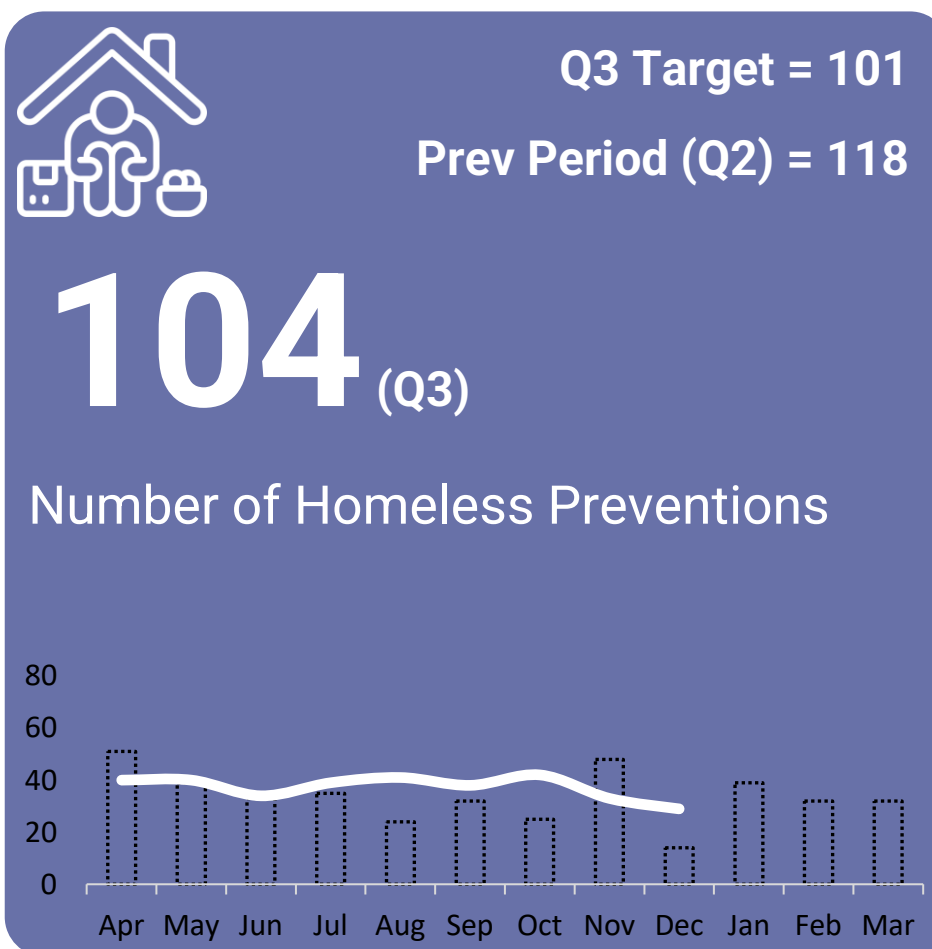 Q3 Target = 101
Prev Period (Q2) = 118
104 (Q3)
Number of Homeless Preventions
80
60
40
20
0
Apr May Jun Jul Aug Sep Oct Nov Dec Jan Feb Mar